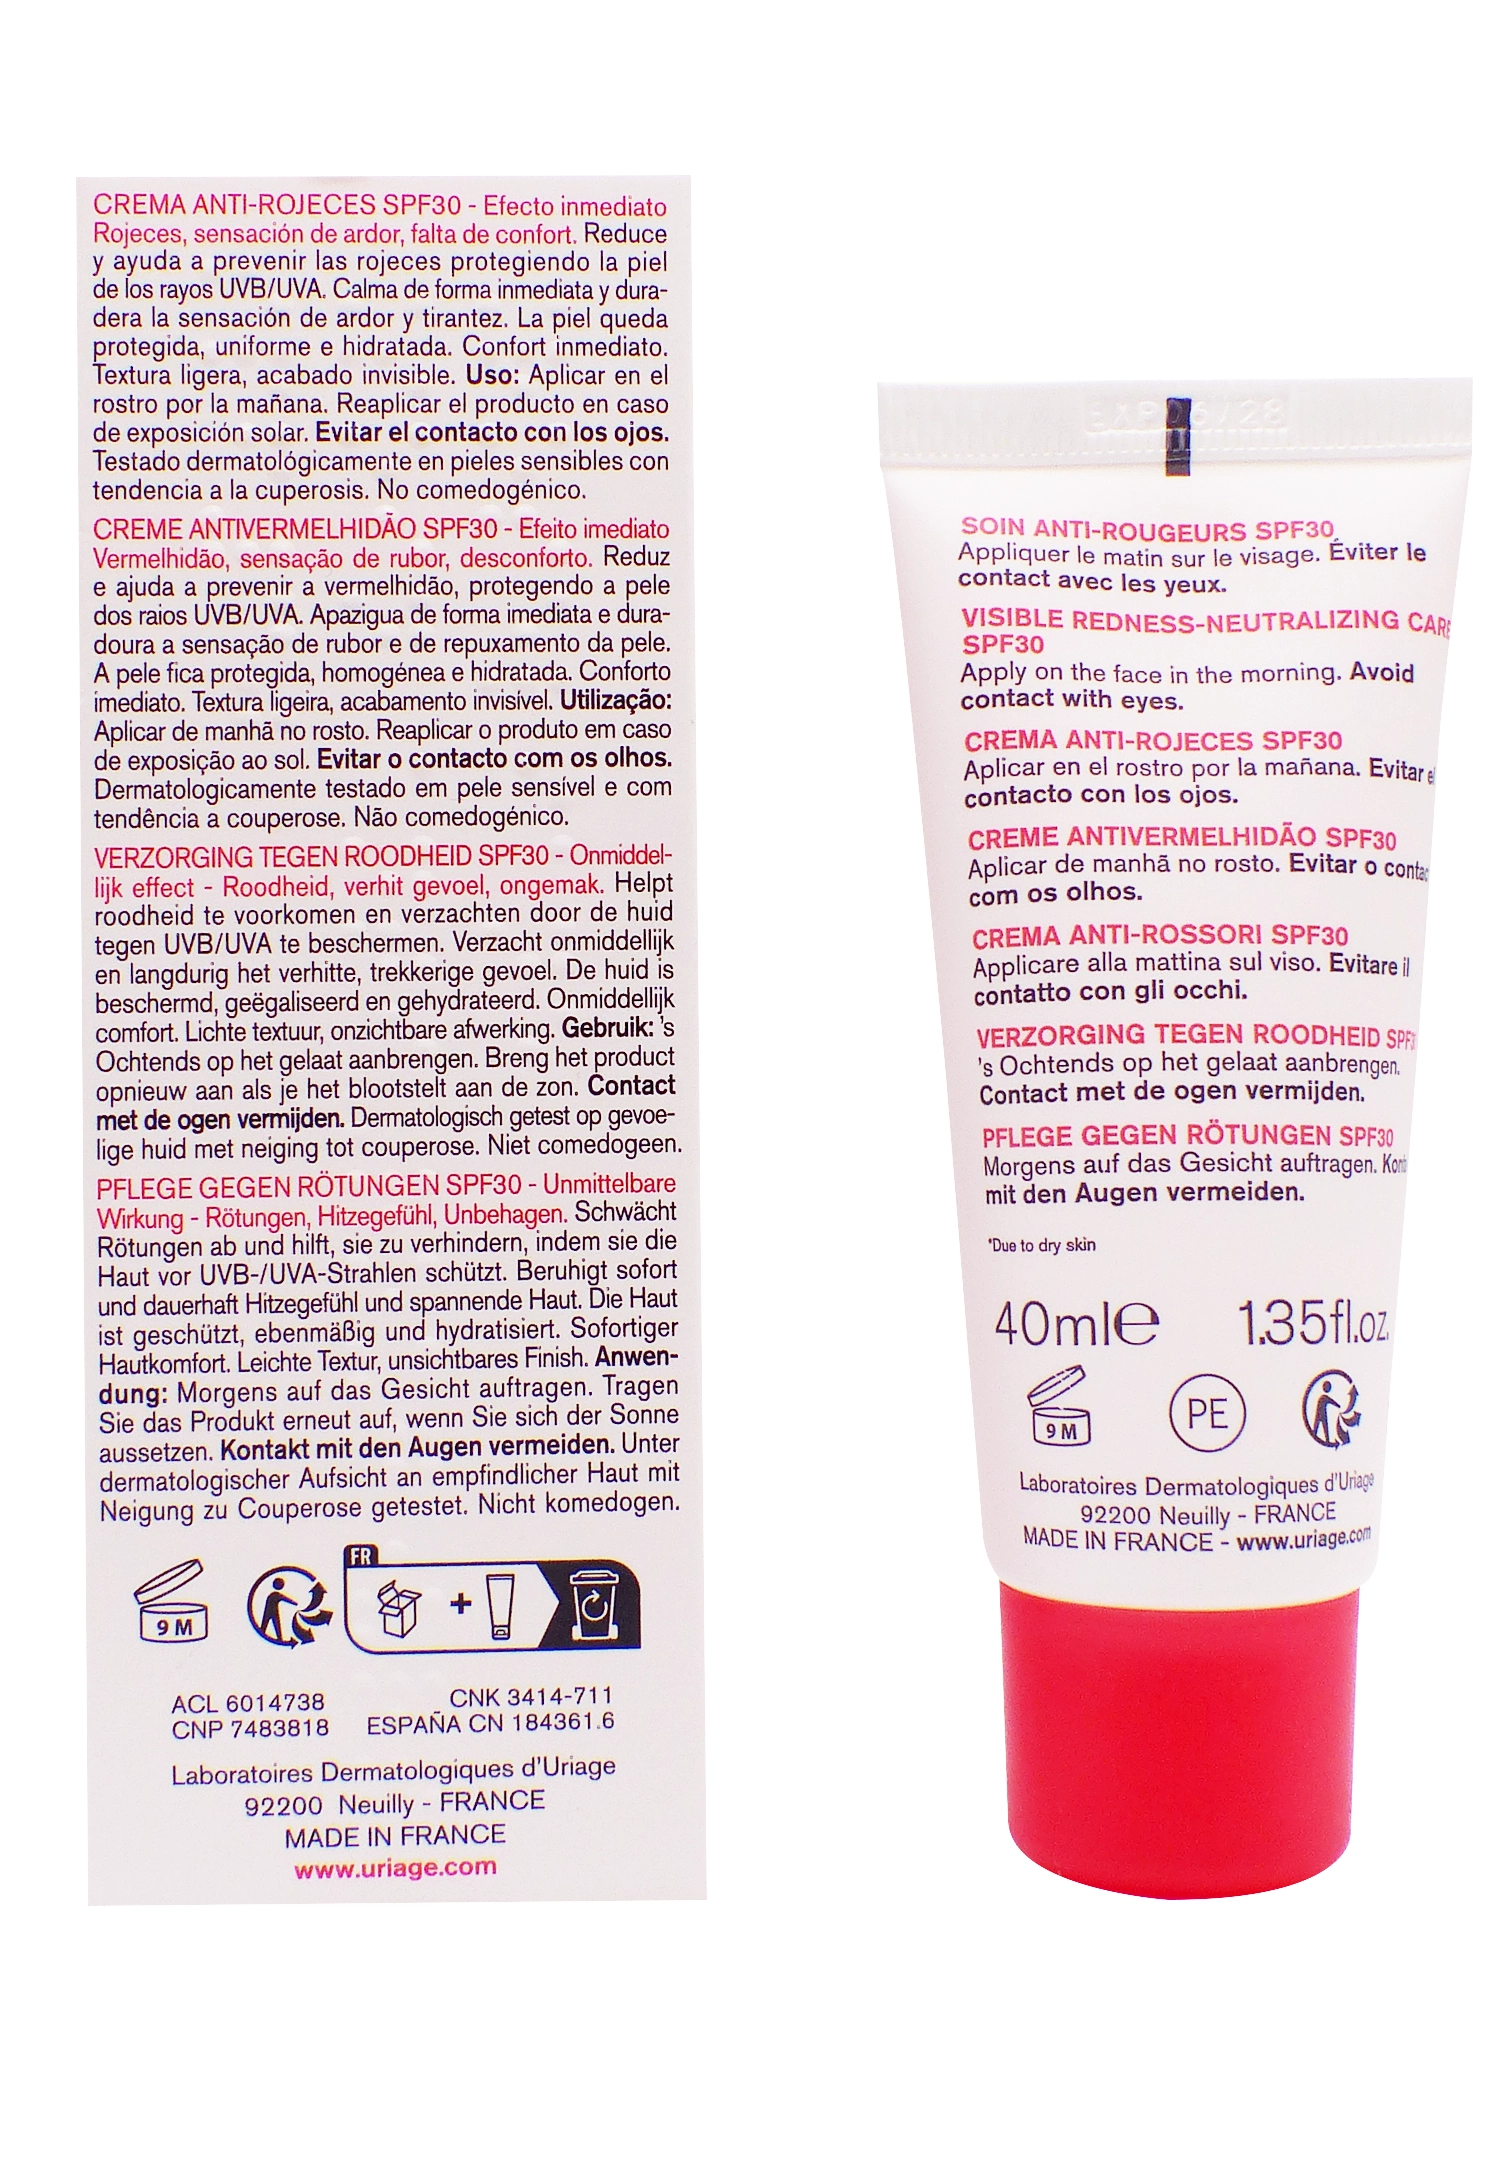 CREMA ANTI-ROJECES SPF30 - Efecto inmediato
Rojeces, sensación de ardor, falta de confort. Reduce
y ayuda a prevenir las rojeces protegiendo la piel
de los rayos UVB/UVA. Calma de forma inmediata y dura-
dera la sensación de ardor y tirantez. La piel queda
protegida, uniforme e hidratada. Confort inmediato.
Textura ligera, acabado invisible. Uso: Aplicar en el
rostro por la mañana. Reaplicar el producto en caso
de exposición solar. Evitar el contacto con los ojos.
Testado dermatológicamente en pieles sensibles con
tendencia a la cuperosis. No comedogénico.
CREME ANTIVERMELHIDÃO SPF30 - Efeito imediato
Vermelhidão, sensação de rubor, desconforto. Reduz
e ajuda a prevenir a vermelhidão, protegendo a pele
dos raios UVB/UVA. Apazigua de forma imediata e dura-
doura a sensação de rubor e de repuxamento da pele.
A pele fica protegida, homogénea e hidratada. Conforto
imediato. Textura ligeira, acabamento invisível. Utilização:
Aplicar de manhã no rosto. Reaplicar o produto em caso
de exposição ao sol. Evitar o contacto com os olhos.
Dermatologicamente testado em pele sensível e com
tendência a couperose. Não comedogénico.
VERZORGING TEGEN ROODHEID SPF30 - Onmiddel-
lijk effect - Roodheid, verhit gevoel, ongemak. Helpt
roodheid te voorkomen en verzachten door de huid
tegen UVB/UVA te beschermen. Verzacht onmiddellijk
en langdurig het verhitte, trekkerige gevoel. De huid is
beschermd, geëgaliseerd en gehydrateerd. Onmiddellijk
comfort. Lichte textuur, onzichtbare afwerking. Gebruik: 's
Ochtends op het gelaat aanbrengen. Breng het product
opnieuw aan als je het blootstelt aan de zon. Contact
met de ogen vermijden. Dermatologisch getest op gevoe-
lige huid met neiging tot couperose. Niet comedogeen.
PFLEGE GEGEN RÖTUNGEN SPF30 - Unmittelbare
Wirkung - Rötungen, Hitzegefühl, Unbehagen. Schwächt
Rötungen ab und hilft, sie zu verhindern, indem sie die
Haut vor UVB-/UVA-Strahlen schützt. Beruhigt sofort
und dauerhaft Hitzegefühl und spannende Haut. Die Haut
ist geschützt, ebenmäßig und hydratisiert. Sofortiger
Hautkomfort. Leichte Textur, unsichtbares Finish. Anwen-
dung: Morgens auf das Gesicht auftragen. Tragen
Sie das Produkt erneut auf, wenn Sie sich der Sonne
aussetzen. Kontakt mit den Augen vermeiden. Unter
dermatologischer Aufsicht an empfindlicher Haut mit
Neigung zu Couperose getestet. Nicht komedogen.
FR
9 M
+
ACL 6014738 CNK 3414-711
CNP 7483818 ESPAÑA CN 184361.6
Laboratoires Dermatologiques d'Uriage
92200 Neuilly - FRANCE
MADE IN FRANCE
www.uriage.com
SOIN ANTI-ROUGEURS SPF30
Appliquer le matin sur le visage. Éviter le
contact avec les yeux.
VISIBLE REDNESS-NEUTRALIZING CARE
SPF30
Apply on the face in the morning. Avoid
contact with eyes.
CREMA ANTI-ROJECES SPF30
Aplicar en el rostro por la mañana. Evitar el
contacto con los ojos.
CREME ANTIVERMELHIDÃO SPF30
Aplicar de manhã no rosto. Evitar o
com os olhos.
CREMA ANTI-ROSSORI SPF30
Applicare alla mattina sul viso. Evitare il
contatto con gli occhi.
VERZORGING TEGEN ROODHEID
's Ochtends op het gelaat aanbrengen.
Contact met de ogen vermijden.
PFLEGE GEGEN RÖTUNGEN SPF30
Morgens auf das Gesicht auftragen.
mit den Augen vermeiden.
*Due to dry skin
40ml℮ 1.35fl.oz.
9 M
PE
Laboratoires Dermatologiques d'Uriage
92200 Neuilly - FRANCE
MADE IN FRANCE - www.uriage.com